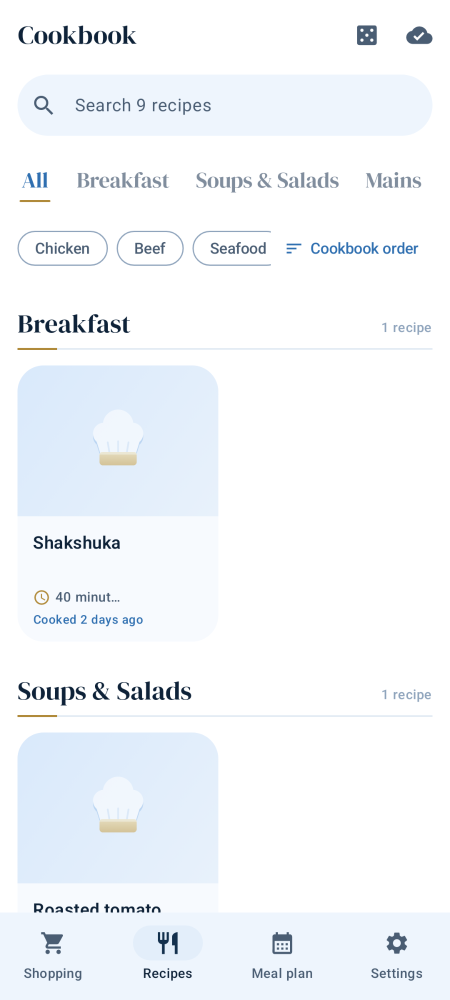 Cookbook
Search 9 recipes
All Breakfast Soups & Salads Mains
Chicken Beef Seafood Cookbook order
Breakfast 1 recipe
Shakshuka
40 minut...
Cooked 2 days ago
Soups & Salads 1 recipe
Roasted tomato
Shopping Recipes Meal plan Settings